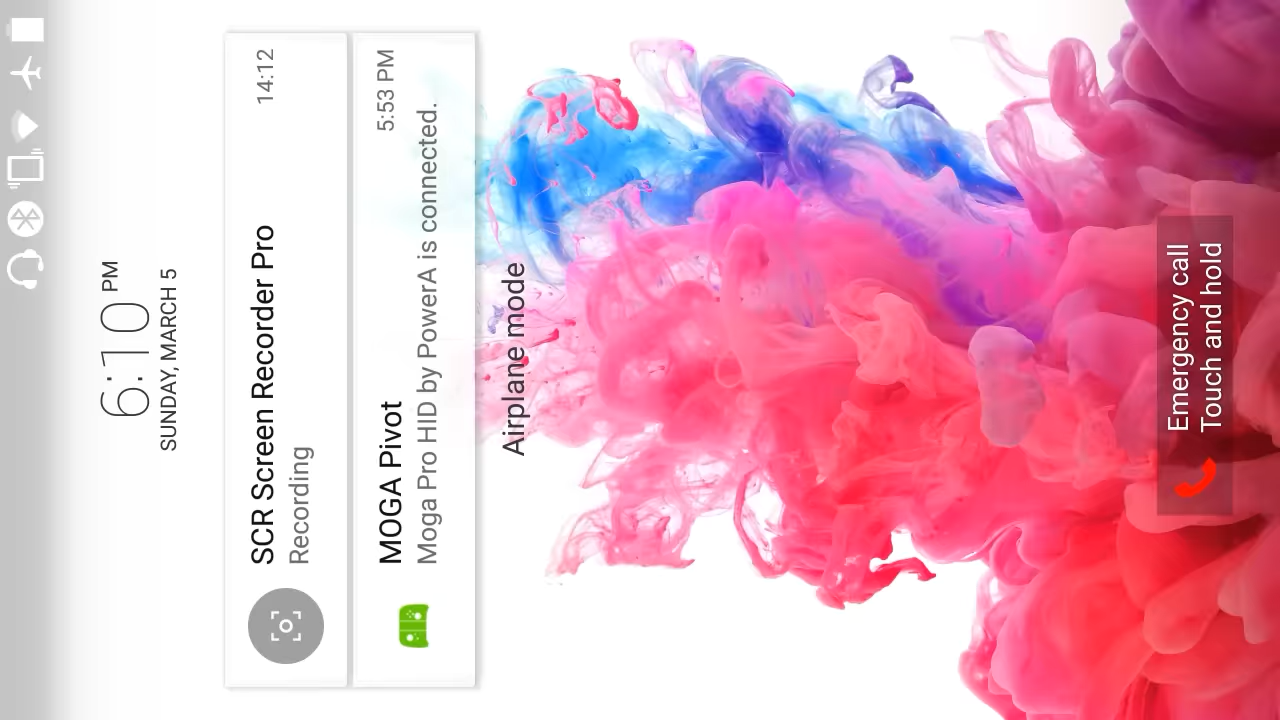 6:10 PM
SUNDAY, MARCH 5
SCR Screen Recorder Pro 14:12
Recording
MOGA Pivot 5:53 PM
Moga Pro HID by PowerA is connected.
Airplane mode
Emergency call
Touch and hold